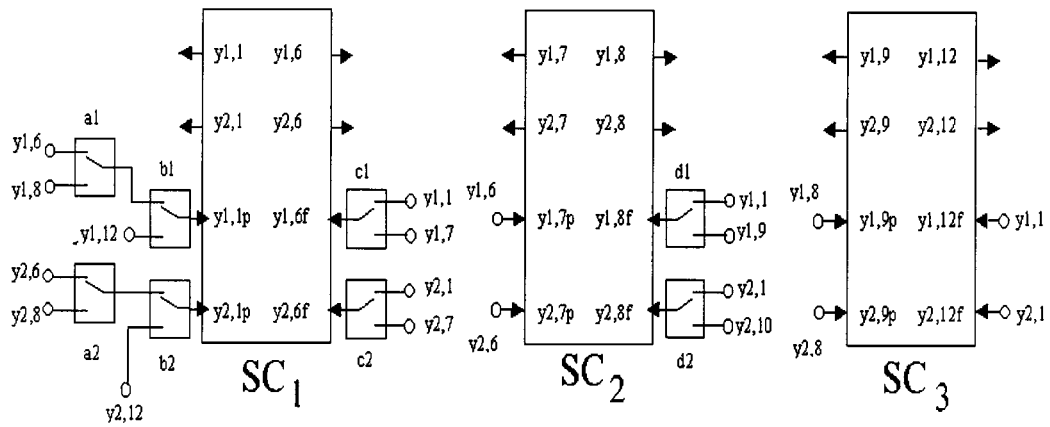 y1,1 y1,6
y2,1 y2,6
y1,1p y1,6f
y2,1p y2,6f
SC1
a1
y1,6
y1,8
b1
y1,12
y2,6
y2,8
a2
b2
y2,12
c1
y1,1
y1,7
y2,1
y2,7
c2
y1,7 y1,8
y2,7 y2,8
y1,7p y1,8f
y2,7p y2,8f
SC2
y1,6
y2,6
d1
y1,1
y1,9
y2,1
y2,10
d2
y1,9 y1,12
y2,9 y2,12
y1,9p y1,12f
y2,9p y2,12f
SC3
y1,8
y2,8
y1,1
y2,1